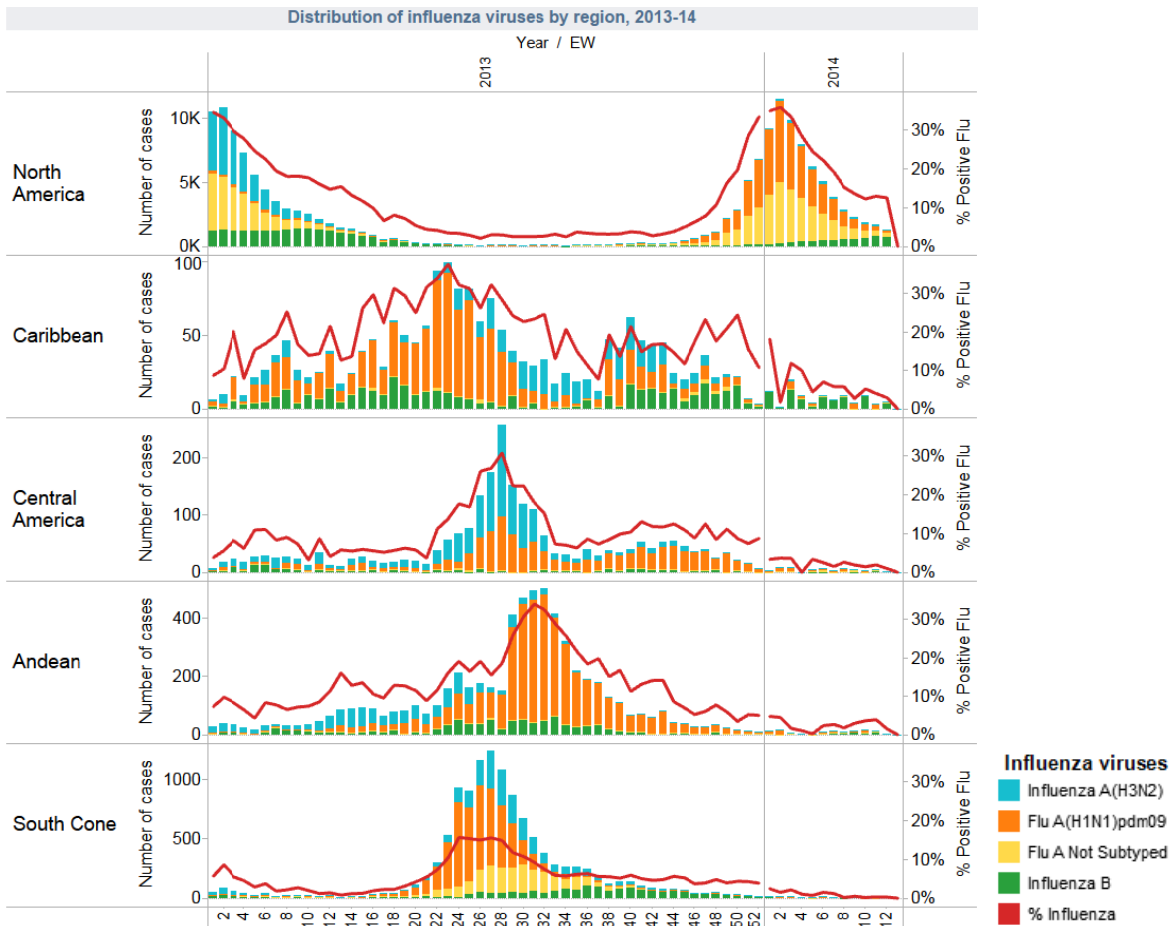 Distribution of influenza viruses by region, 2013-14
Year / EW
2013
2014
North America
Number of cases
10K
5K
0K
30%
20%
10%
0%
% Positive Flu
Caribbean
Number of cases
100
50
0
30%
20%
10%
0%
% Positive Flu
Central America
Number of cases
200
100
0
30%
20%
10%
0%
% Positive Flu
Andean
Number of cases
400
200
0
30%
20%
10%
0%
% Positive Flu
South Cone
Number of cases
1000
500
0
30%
20%
10%
0%
% Positive Flu
2 4 6 8 10 12 14 16 18 20 22 24 26 28 30 32 34 36 38 40 42 44 46 48 50 52 2 4 6 8 10 12
Influenza viruses
Influenza A(H3N2)
Flu A(H1N1)pdm09
Flu A Not Subtyped
Influenza B
% Influenza